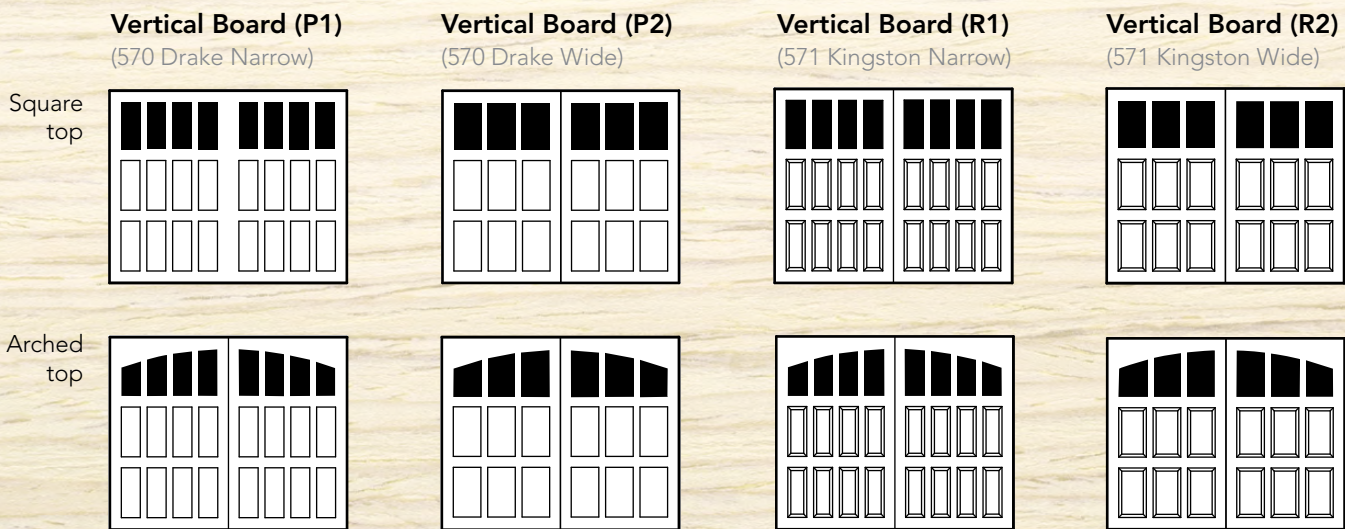 Vertical Board (P1)
(570 Drake Narrow)
Vertical Board (P2)
(570 Drake Wide)
Vertical Board (R1)
(571 Kingston Narrow)
Vertical Board (R2)
(571 Kingston Wide)
Square
top
Arched
top